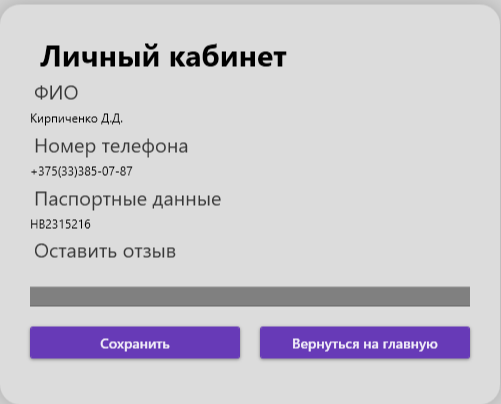 Личный кабинет
ФИО
Кирпиченко Д.Д.
Номер телефона
+375(33)385-07-87
Паспортные данные
НВ2315216
Оставить отзыв
Сохранить
Вернуться на главную